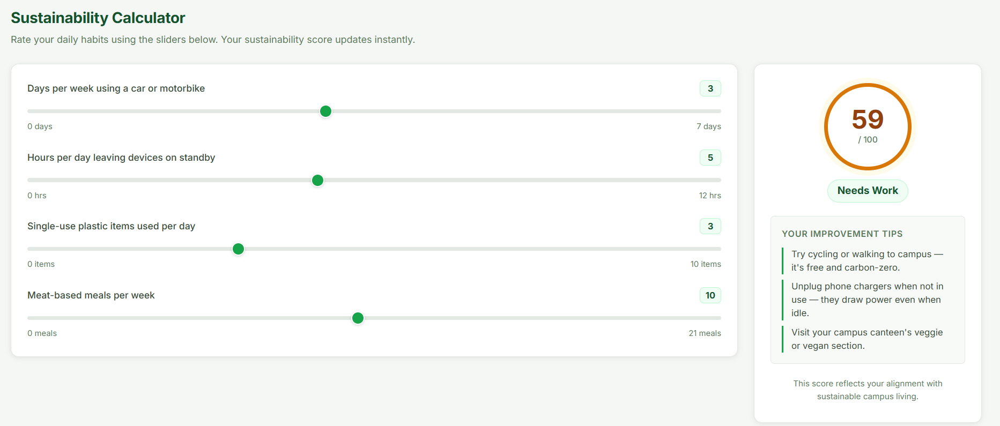 Sustainability Calculator
Rate your daily habits using the sliders below. Your sustainability score updates instantly.
Days per week using a car or motorbike
3
0 days
7 days
Hours per day leaving devices on standby
5
0 hrs
12 hrs
Single-use plastic items used per day
3
0 items
10 items
Meat-based meals per week
10
0 meals
21 meals
59
/ 100
Needs Work
YOUR IMPROVEMENT TIPS
Try cycling or walking to campus —
it's free and carbon-zero.
Unplug phone chargers when not in
use — they draw power even when
idle.
Visit your campus canteen's veggie
or vegan section.
This score reflects your alignment with
sustainable campus living.